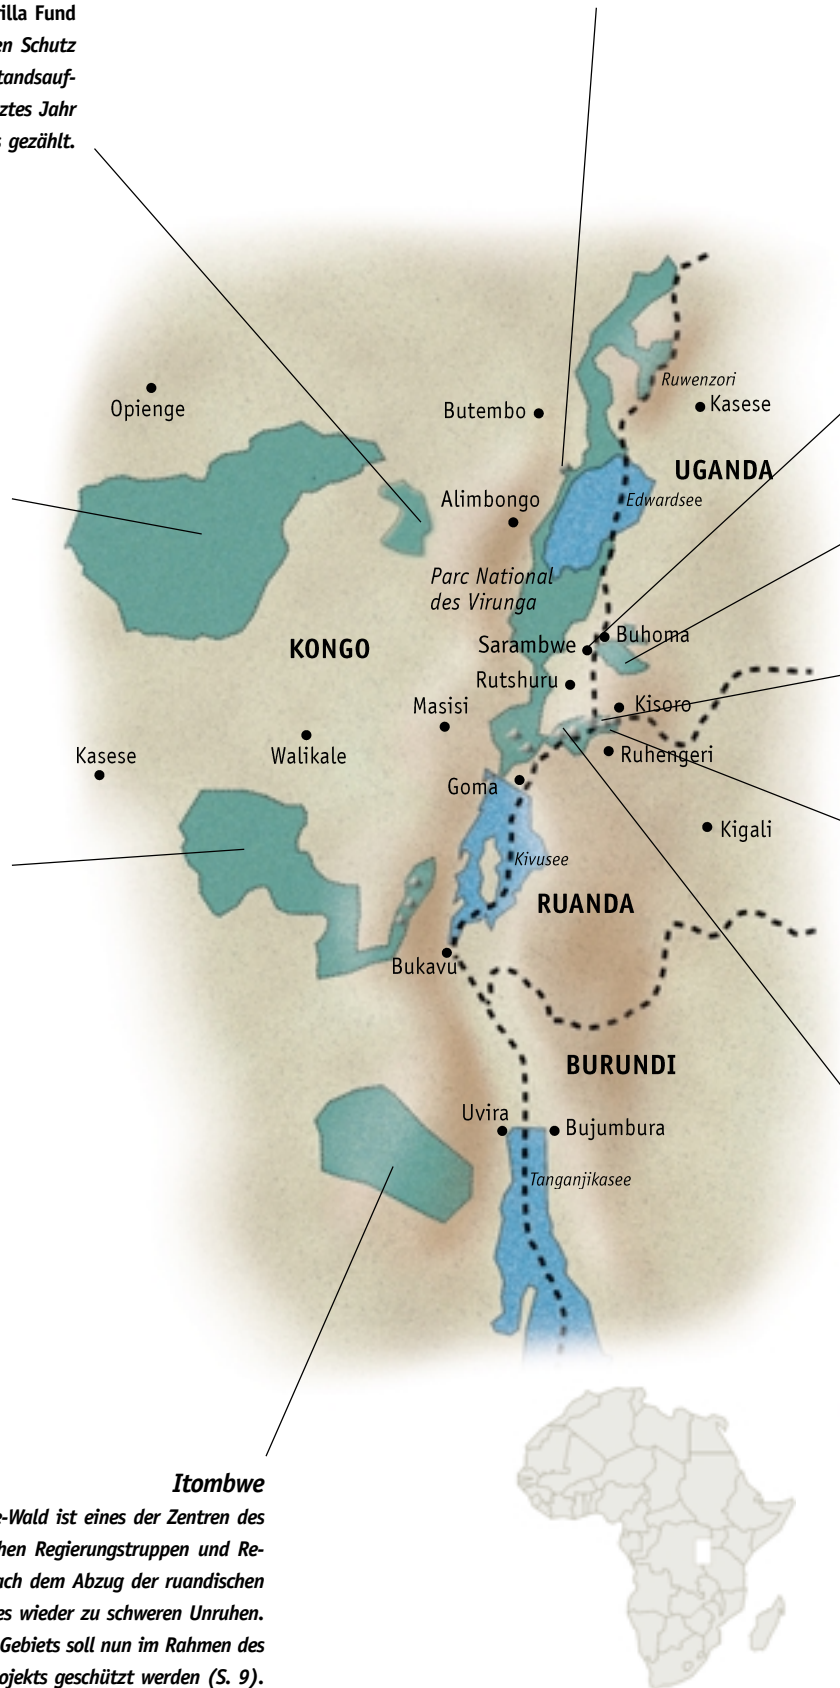 illa Fund
en Schutz
tandsauf-
ztes Jahr
s gezählt.
Ruwenzori
Opienge
Butembo
Kasese
UGANDA
Alimbongo
Edwardsee
Parc National
des Virunga
KONGO
Sarambwe
Buhoma
Rutshuru
Masisi
Kisoro
Kasese
Walikale
Ruhengeri
Goma
Kigali
Kivusee
RUANDA
Bukavu
BURUNDI
Uvira
Bujumbura
Tanganjikasee
Itombwe
e-Wald ist eines der Zentren des
hen Regierungstruppen und Re-
ach dem Abzug der ruandischen
es wieder zu schweren Unruhen.
Gebiets soll nun im Rahmen des
ojekts geschützt werden (S. 9).